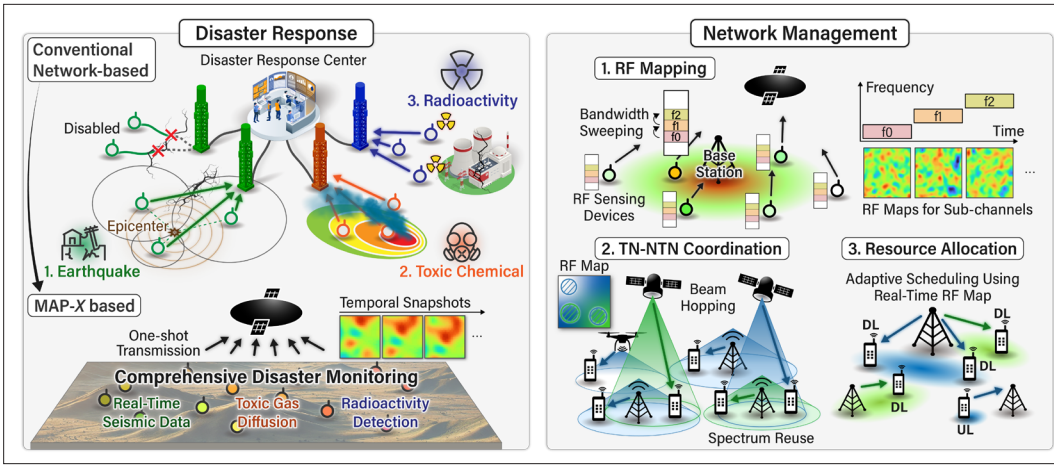 Disaster Response
Conventional
Network-based
Disaster Response Center
3. Radioactivity
Disabled
Epicenter
1. Earthquake
2. Toxic Chemical
MAP-X based
One-shot
Transmission
Temporal Snapshots
...
Comprehensive Disaster Monitoring
Real-Time
Seismic Data
Toxic Gas
Diffusion
Radioactivity
Detection
Network Management
1. RF Mapping
Bandwidth
Sweeping
f2
f1
f0
Base
Station
RF Sensing
Devices
Frequency
f2
f1
f0
Time
...
RF Maps for Sub-channels
2. TN-NTN Coordination
RF Map
Beam
Hopping
Spectrum Reuse
3. Resource Allocation
Adaptive Scheduling Using
Real-Time RF Map
DL
DL
DL
DL
UL